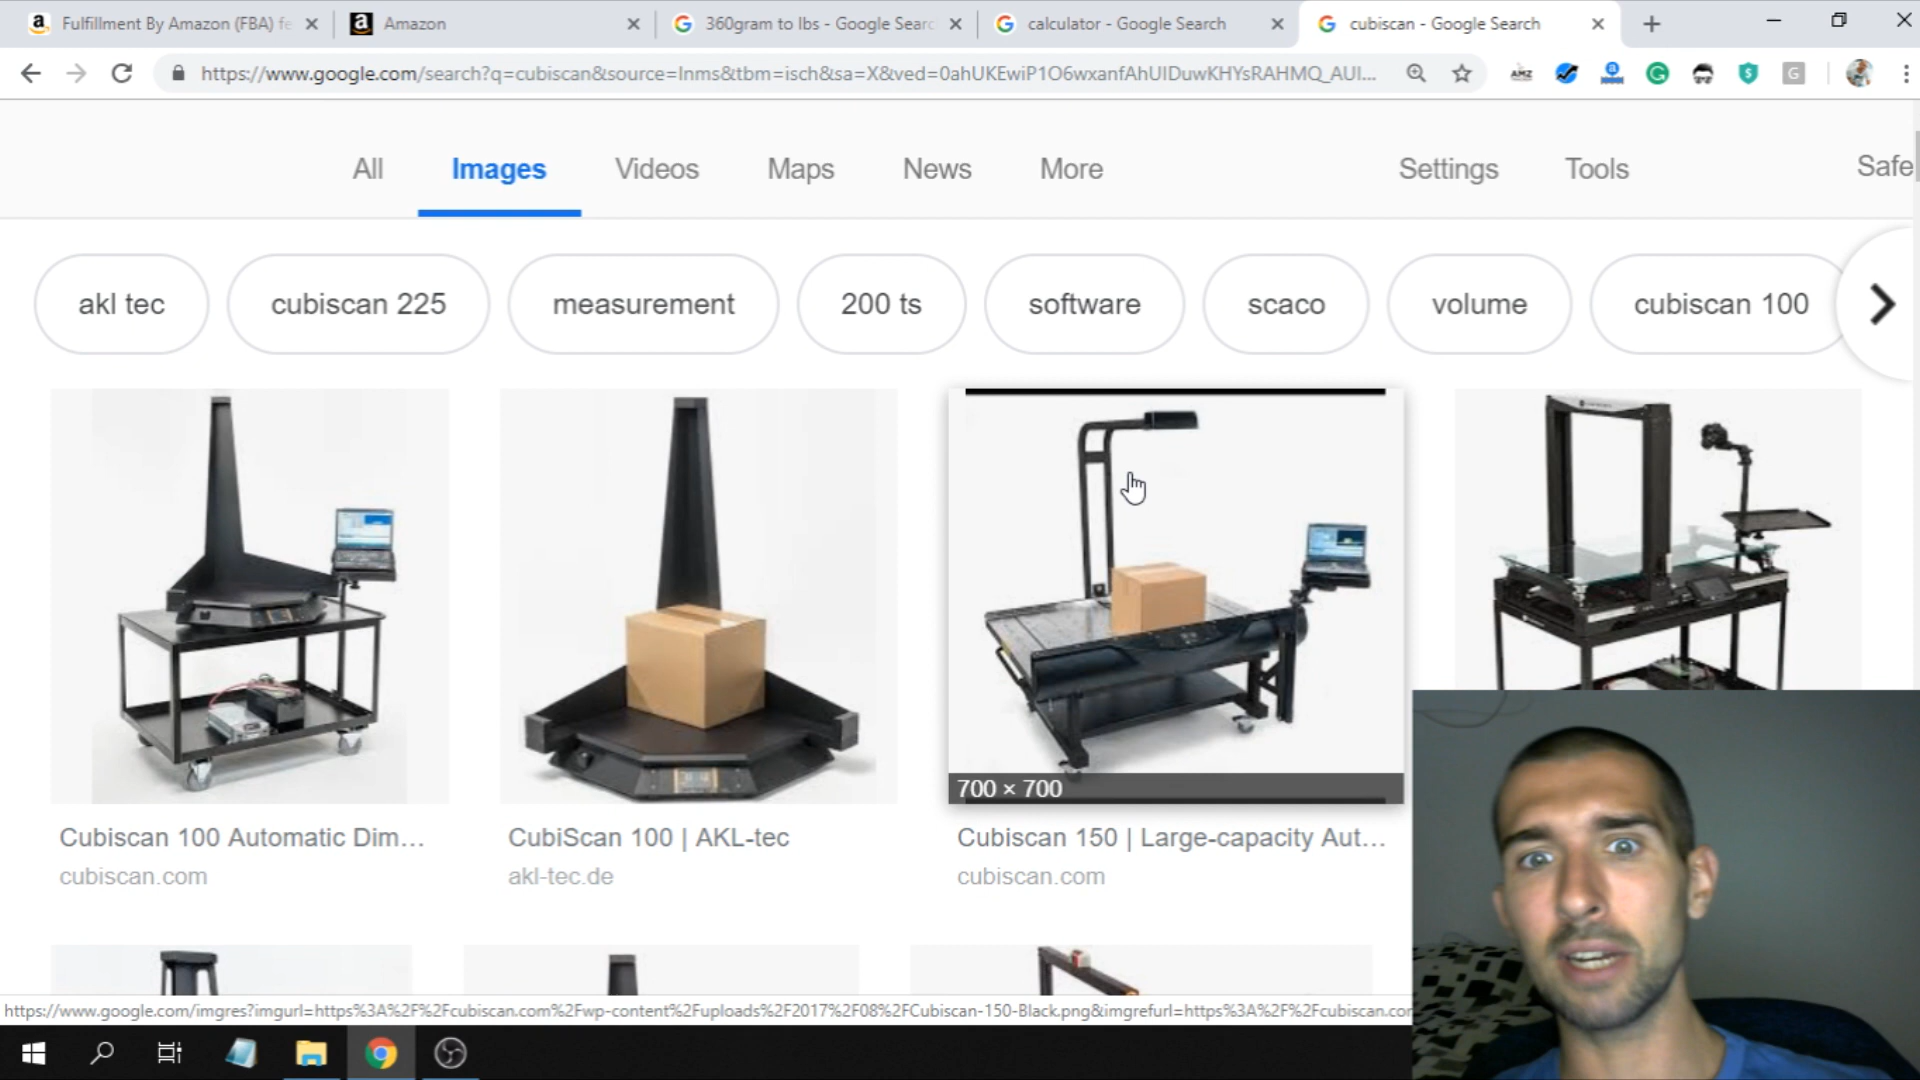 Fulfillment By Amazon (FBA) fe
Amazon
360gram to lbs - Google Searc
calculator - Google Search
cubiscan - Google Search
https://www.google.com/search?q=cubiscan&source=lnms&tbm=isch&sa=X&ved=0ahUKEwiP1O6wxanfAhUIDuwKHYsRAHMQ_AUI...
All
Images
Videos
Maps
News
More
Settings
Tools
Safe
akl tec
cubiscan 225
measurement
200 ts
software
scaco
volume
cubiscan 100
700 × 700
Cubiscan 100 Automatic Dim...
cubiscan.com
CubiScan 100 | AKL-tec
akl-tec.de
Cubiscan 150 | Large-capacity Aut...
cubiscan.com
https://www.google.com/imgres?imgurl=https%3A%2F%2Fcubiscan.com%2Fwp-content%2Fuploads%2F2017%2F08%2FCubiscan-150-Black.png&imgrefurl=https%3A%2F%2Fcubiscan.cor